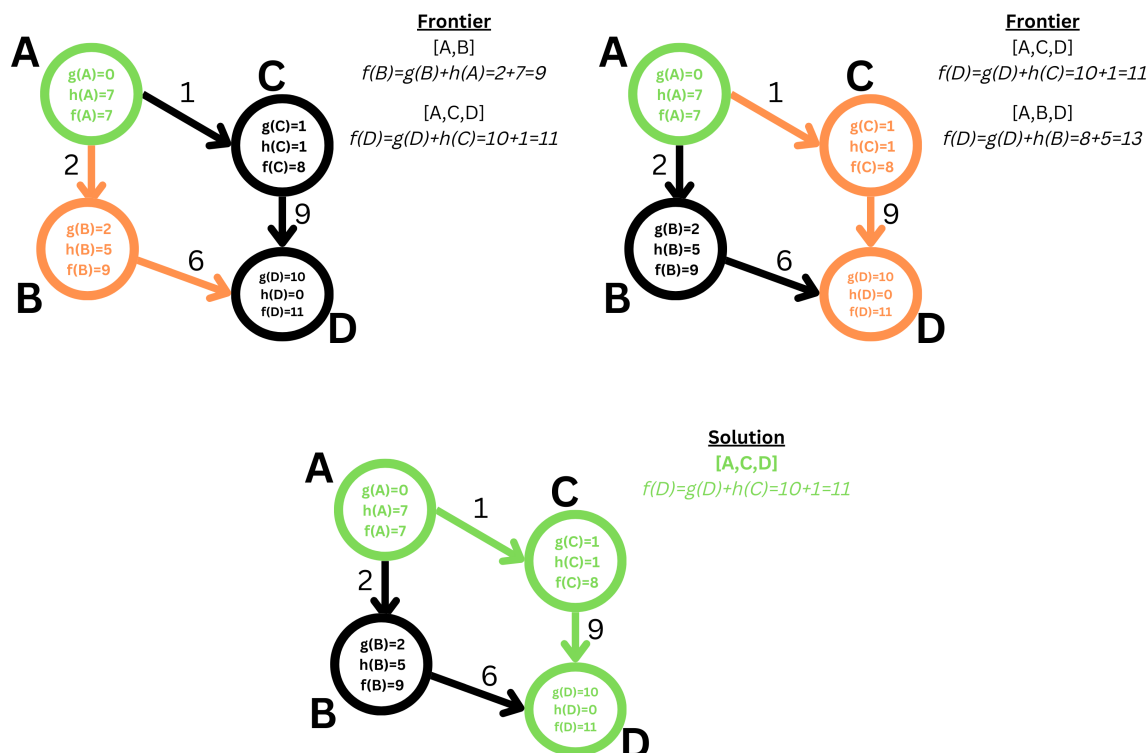 A
g(A)=0
h(A)=7
f(A)=7
1
C
g(C)=1
h(C)=1
f(C)=8
2
9
g(B)=2
h(B)=5
f(B)=9
B
6
g(D)=10
h(D)=0
f(D)=11
D
Frontier
[A,B]
f(B)=g(B)+h(A)=2+7=9
[A,C,D]
f(D)=g(D)+h(C)=10+1=11
A
g(A)=0
h(A)=7
f(A)=7
1
C
g(C)=1
h(C)=1
f(C)=8
2
9
g(B)=2
h(B)=5
f(B)=9
B
6
g(D)=10
h(D)=0
f(D)=11
D
Frontier
[A,C,D]
f(D)=g(D)+h(C)=10+1=11
[A,B,D]
f(D)=g(D)+h(B)=8+5=13
A
g(A)=0
h(A)=7
f(A)=7
1
C
g(C)=1
h(C)=1
f(C)=8
2
9
g(B)=2
h(B)=5
f(B)=9
B
6
g(D)=10
h(D)=0
f(D)=11
D
Solution
[A,C,D]
f(D)=g(D)+h(C)=10+1=11